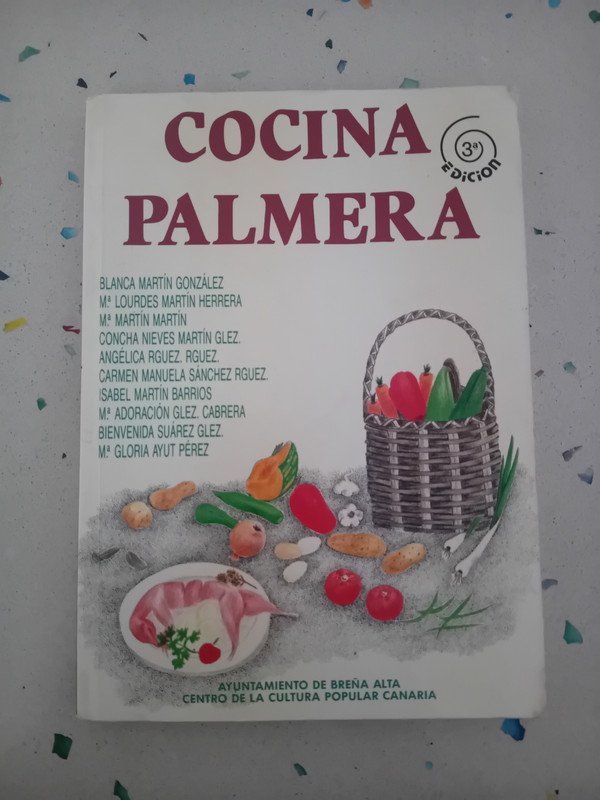 COCINA
PALMERA
3ª
EDICION
BLANCA MARTÍN GONZÁLEZ
Mª LOURDES MARTÍN HERRERA
Mª MARTÍN MARTÍN
CONCHA NIEVES MARTÍN GLEZ.
ANGÉLICA RGUEZ. RGUEZ.
CARMEN MANUELA SÁNCHEZ RGUEZ.
ISABEL MARTÍN BARRIOS
Mª ADORACIÓN GLEZ. CABRERA
BIENVENIDA SUÁREZ GLEZ.
Mª GLORIA AYUT PÉREZ
AYUNTAMIENTO DE BREÑA ALTA
CENTRO DE LA CULTURA POPULAR CANARIA